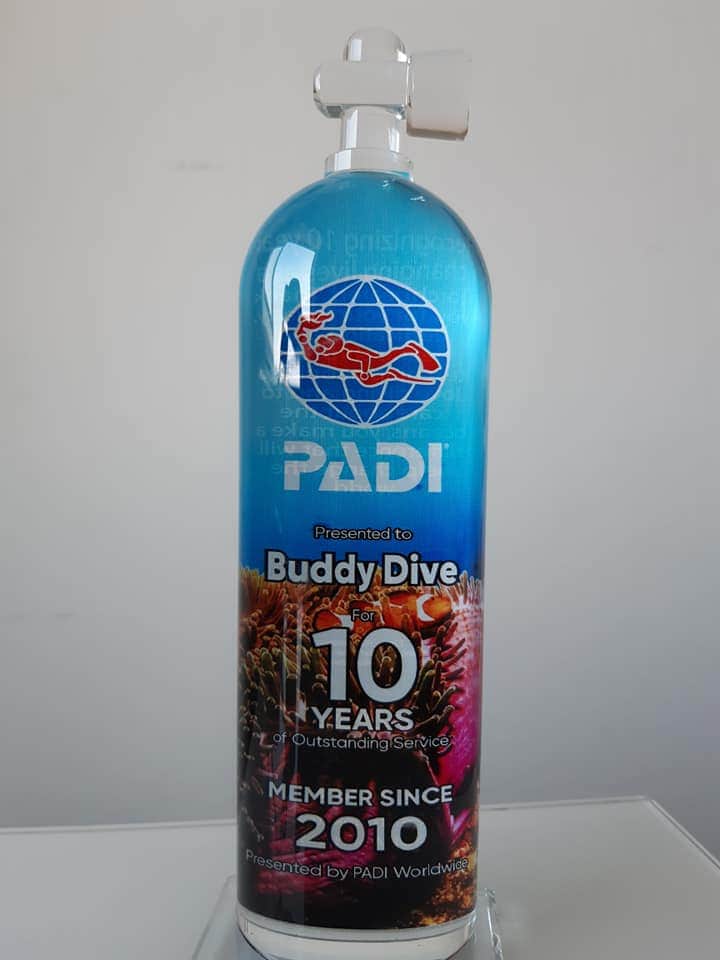 PADI
Presented to
Buddy Dive
For
10
YEARS
of Outstanding Service
MEMBER SINCE
2010
Presented by PADI Worldwide